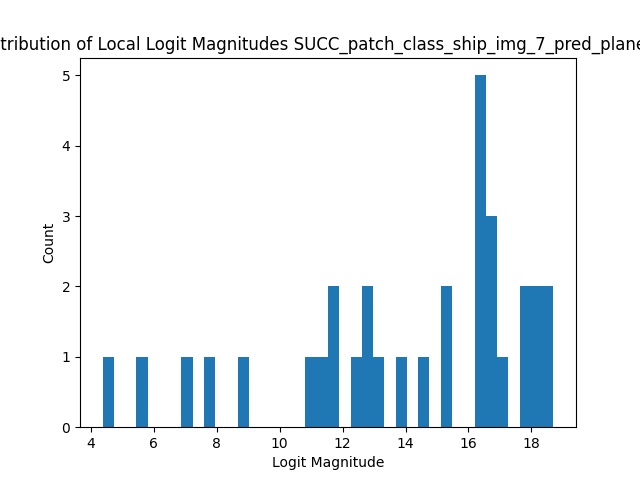 tribution of Local Logit Magnitudes SUCC_patch_class_ship_img_7_pred_plane
5
4
3
2
1
0
Count
4 6 8 10 12 14 16 18
Logit Magnitude